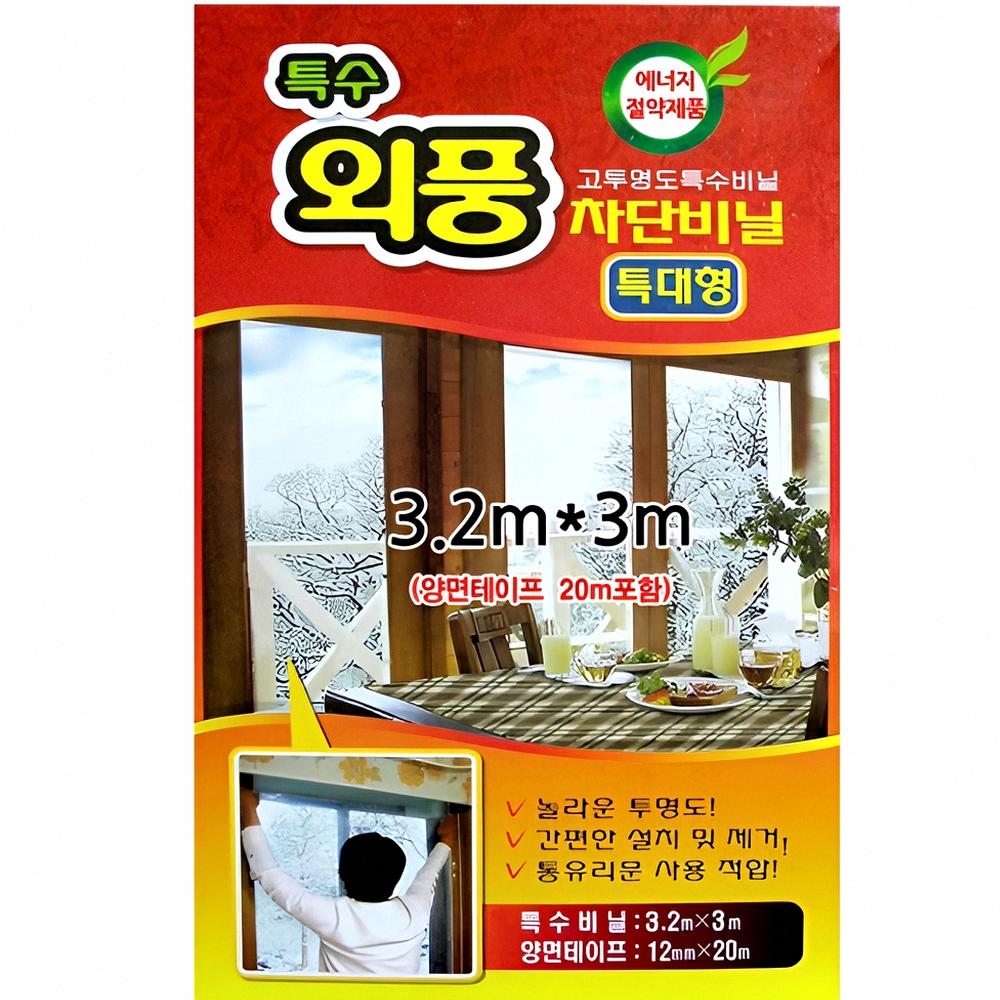 특수
외풍
에너지
절약제품
고투명도특수비닐
차단비닐
특대형
3.2m*3m
(양면테이프 20m포함)
놀라운 투명도!
간편안 설치 및 제거!
통유리문 사용 적합!
특수비닐:3.2m×3m
양면테이프:12mm×20m